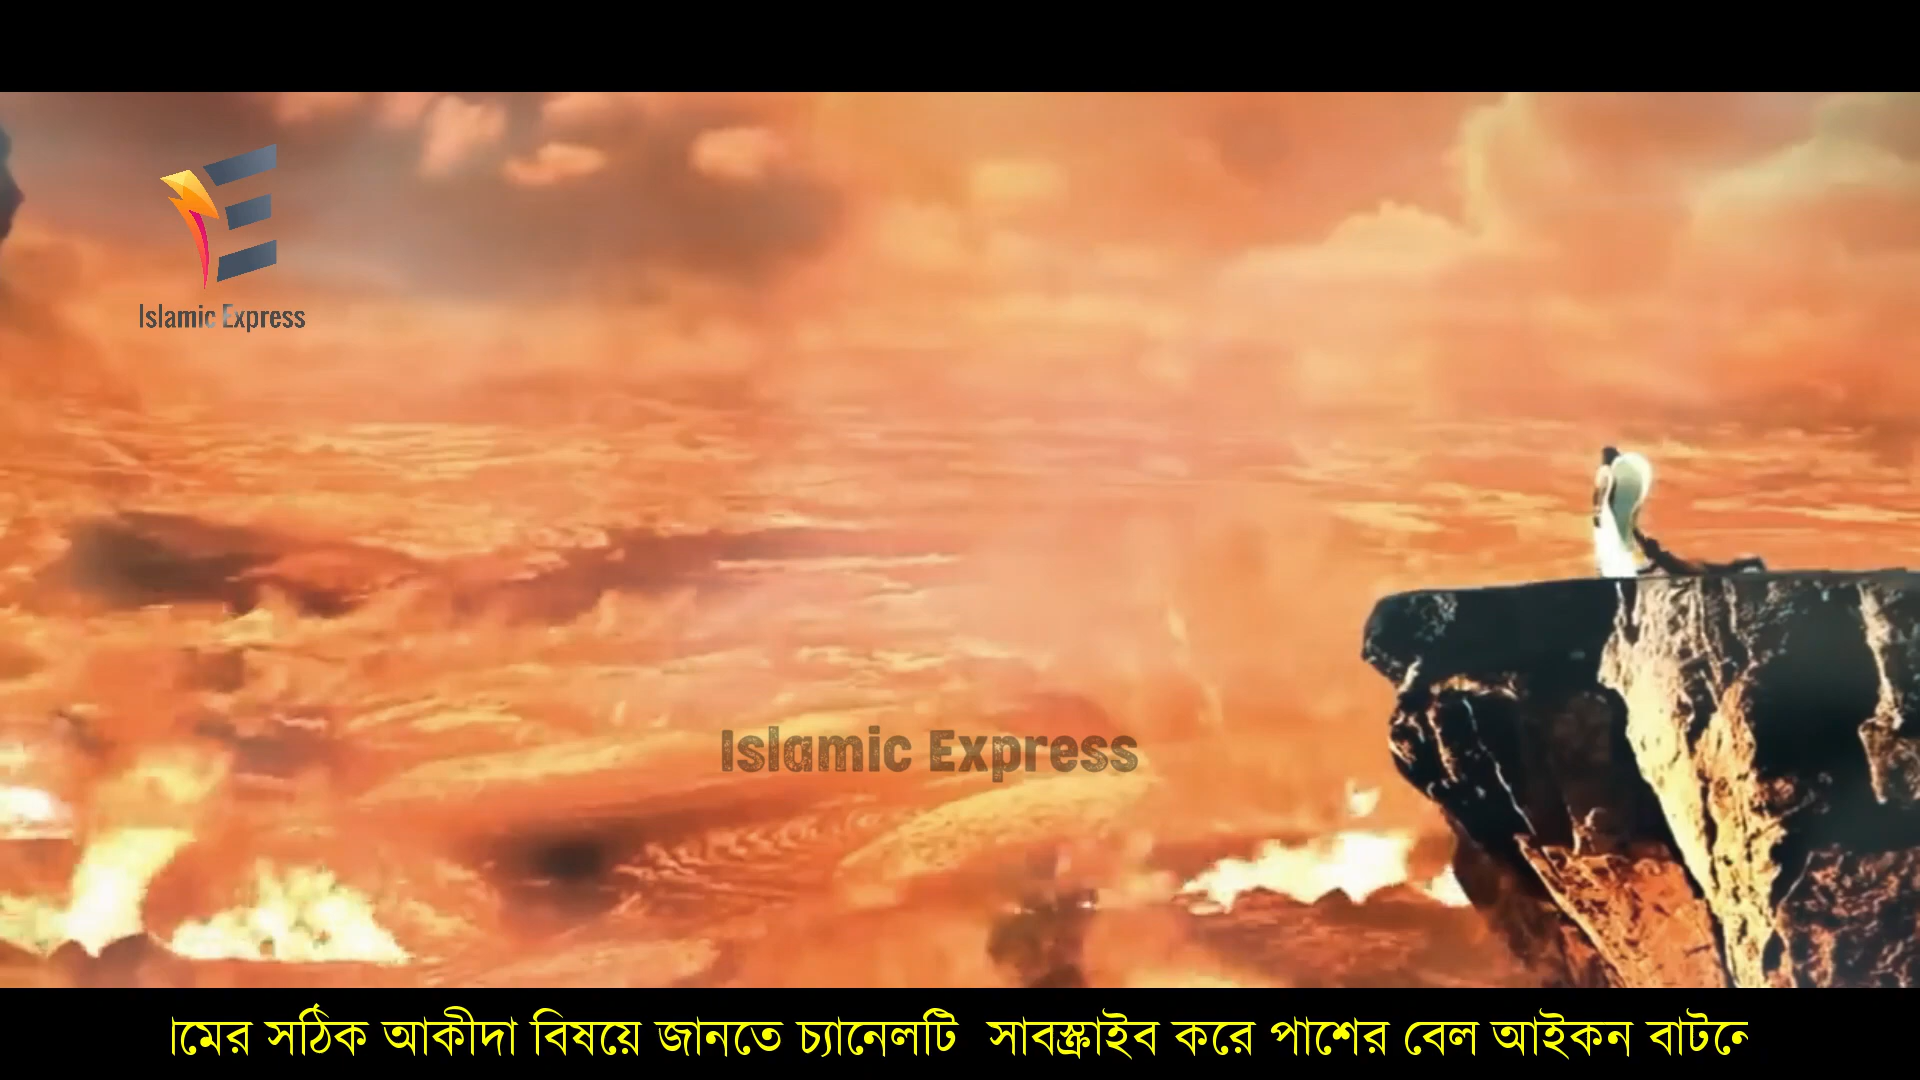 Islamic Express
Islamic Express
মের সঠিক আকীদা বিষয়ে জানতে চ্যানেলটি সাবস্ক্রাইব করে পাশের বেল আইকন বাটনে